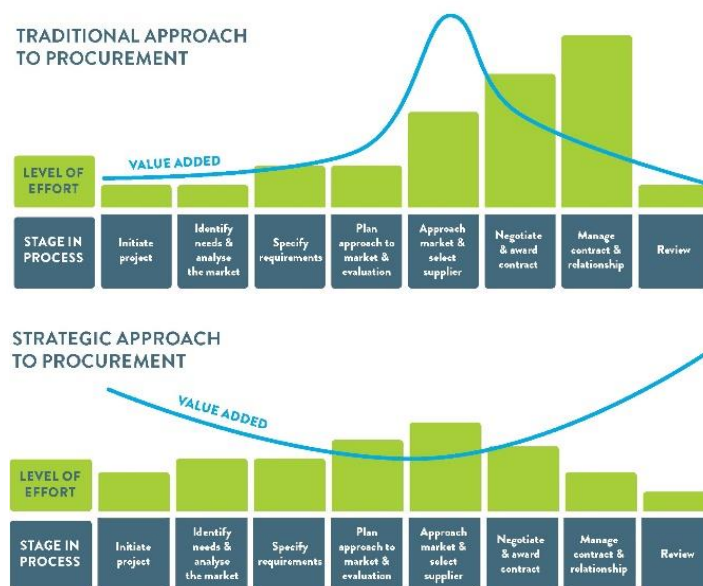 TRADITIONAL APPROACH
TO PROCUREMENT
VALUE ADDED
LEVEL OF
EFFORT
STAGE IN
PROCESS
Initiate
project
Identify
needs &
analyse
the market
Specify
requirements
Plan
approach to
market &
evaluation
Approach
market &
select
supplier
Negotiate
& award
contract
Manage
contract &
relationship
Review
STRATEGIC APPROACH
TO PROCUREMENT
VALUE ADDED
LEVEL OF
EFFORT
STAGE IN
PROCESS
Initiate
project
Identify
needs &
analyse
the market
Specify
requirements
Plan
approach to
market &
evaluation
Approach
market &
select
supplier
Negotiate
& award
contract
Manage
contract &
relationship
Review